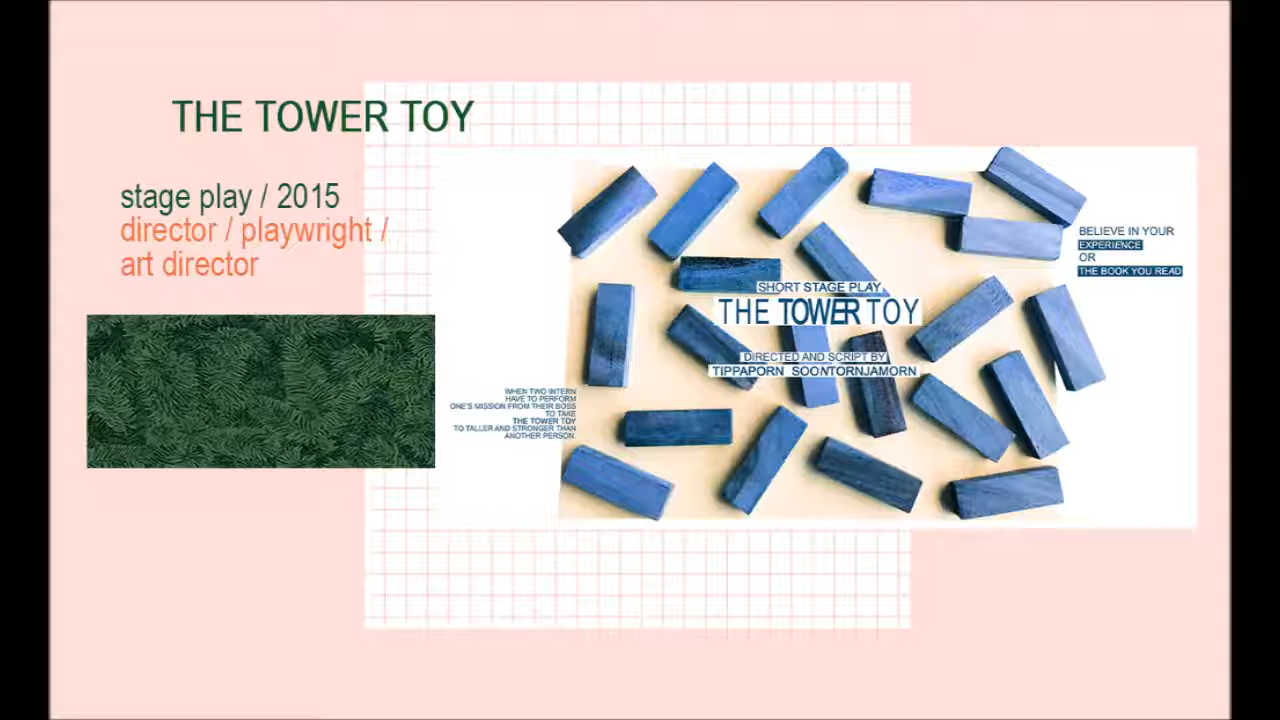 THE TOWER TOY
stage play / 2015
director / playwright /
art director
SHORT STAGE PLAY
THE TOWER TOY
DIRECTED AND SCRIPT BY
TIPPAPORN SOONTORNJAMORN
BELIEVE IN YOUR
EXPERIENCE
OR
THE BOOK YOU READ
WHEN TWO INTERN
HAVE TO PERFORM
ONE'S MISSION FROM THEIR BOSS
TO TAKE
THE TOWER TOY
TO TALLER AND STRONGER THAN
ANOTHER PERSON.